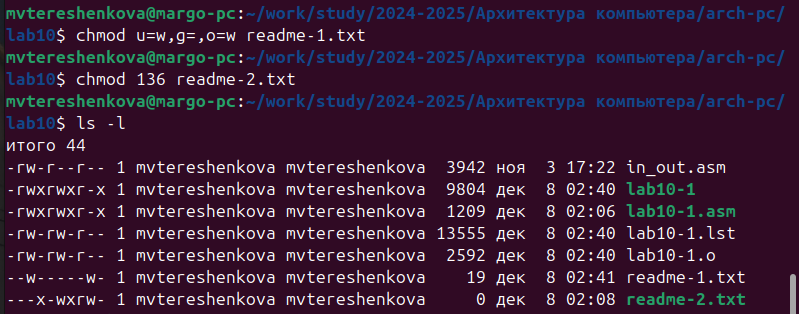 mvtereshenkova@margo-pc:~/work/study/2024-2025/Архитектура компьютера/arch-pc/
lab10$ chmod u=w,g=,o=w readme-1.txt
mvtereshenkova@margo-pc:~/work/study/2024-2025/Архитектура компьютера/arch-pc/
lab10$ chmod 136 readme-2.txt
mvtereshenkova@margo-pc:~/work/study/2024-2025/Архитектура компьютера/arch-pc/
lab10$ ls -l
итого 44
-rw-r--r-- 1 mvtereshenkova mvtereshenkova  3942 ноя  3 17:22 in_out.asm
-rwxrwxr-x 1 mvtereshenkova mvtereshenkova  9804 дек  8 02:40 lab10-1
-rwxrwxr-x 1 mvtereshenkova mvtereshenkova  1209 дек  8 02:06 lab10-1.asm
-rw-rw-r-- 1 mvtereshenkova mvtereshenkova 13555 дек  8 02:40 lab10-1.lst
-rw-rw-r-- 1 mvtereshenkova mvtereshenkova  2592 дек  8 02:40 lab10-1.o
--w-----w- 1 mvtereshenkova mvtereshenkova    19 дек  8 02:41 readme-1.txt
---x-wxrw- 1 mvtereshenkova mvtereshenkova     0 дек  8 02:08 readme-2.txt